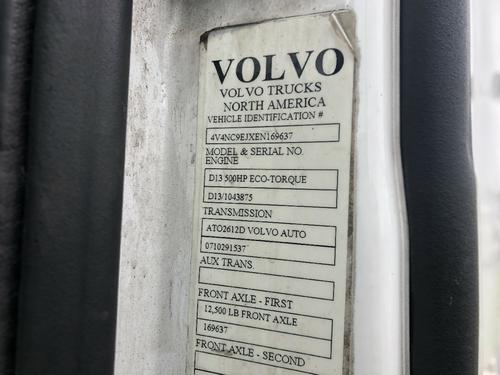 VOLVO
VOLVO TRUCKS
NORTH AMERICA
VEHICLE IDENTIFICATION #
4V4NC9EJXEN169637
MODEL & SERIAL NO.
ENGINE
D13 500HP ECO-TORQUE
D13/1043875
TRANSMISSION
ATO2612D VOLVO AUTO
0710291537
AUX TRANS.
FRONT AXLE - FIRST
12,500 LB FRONT AXLE
169637
FRONT AXLE - SECOND